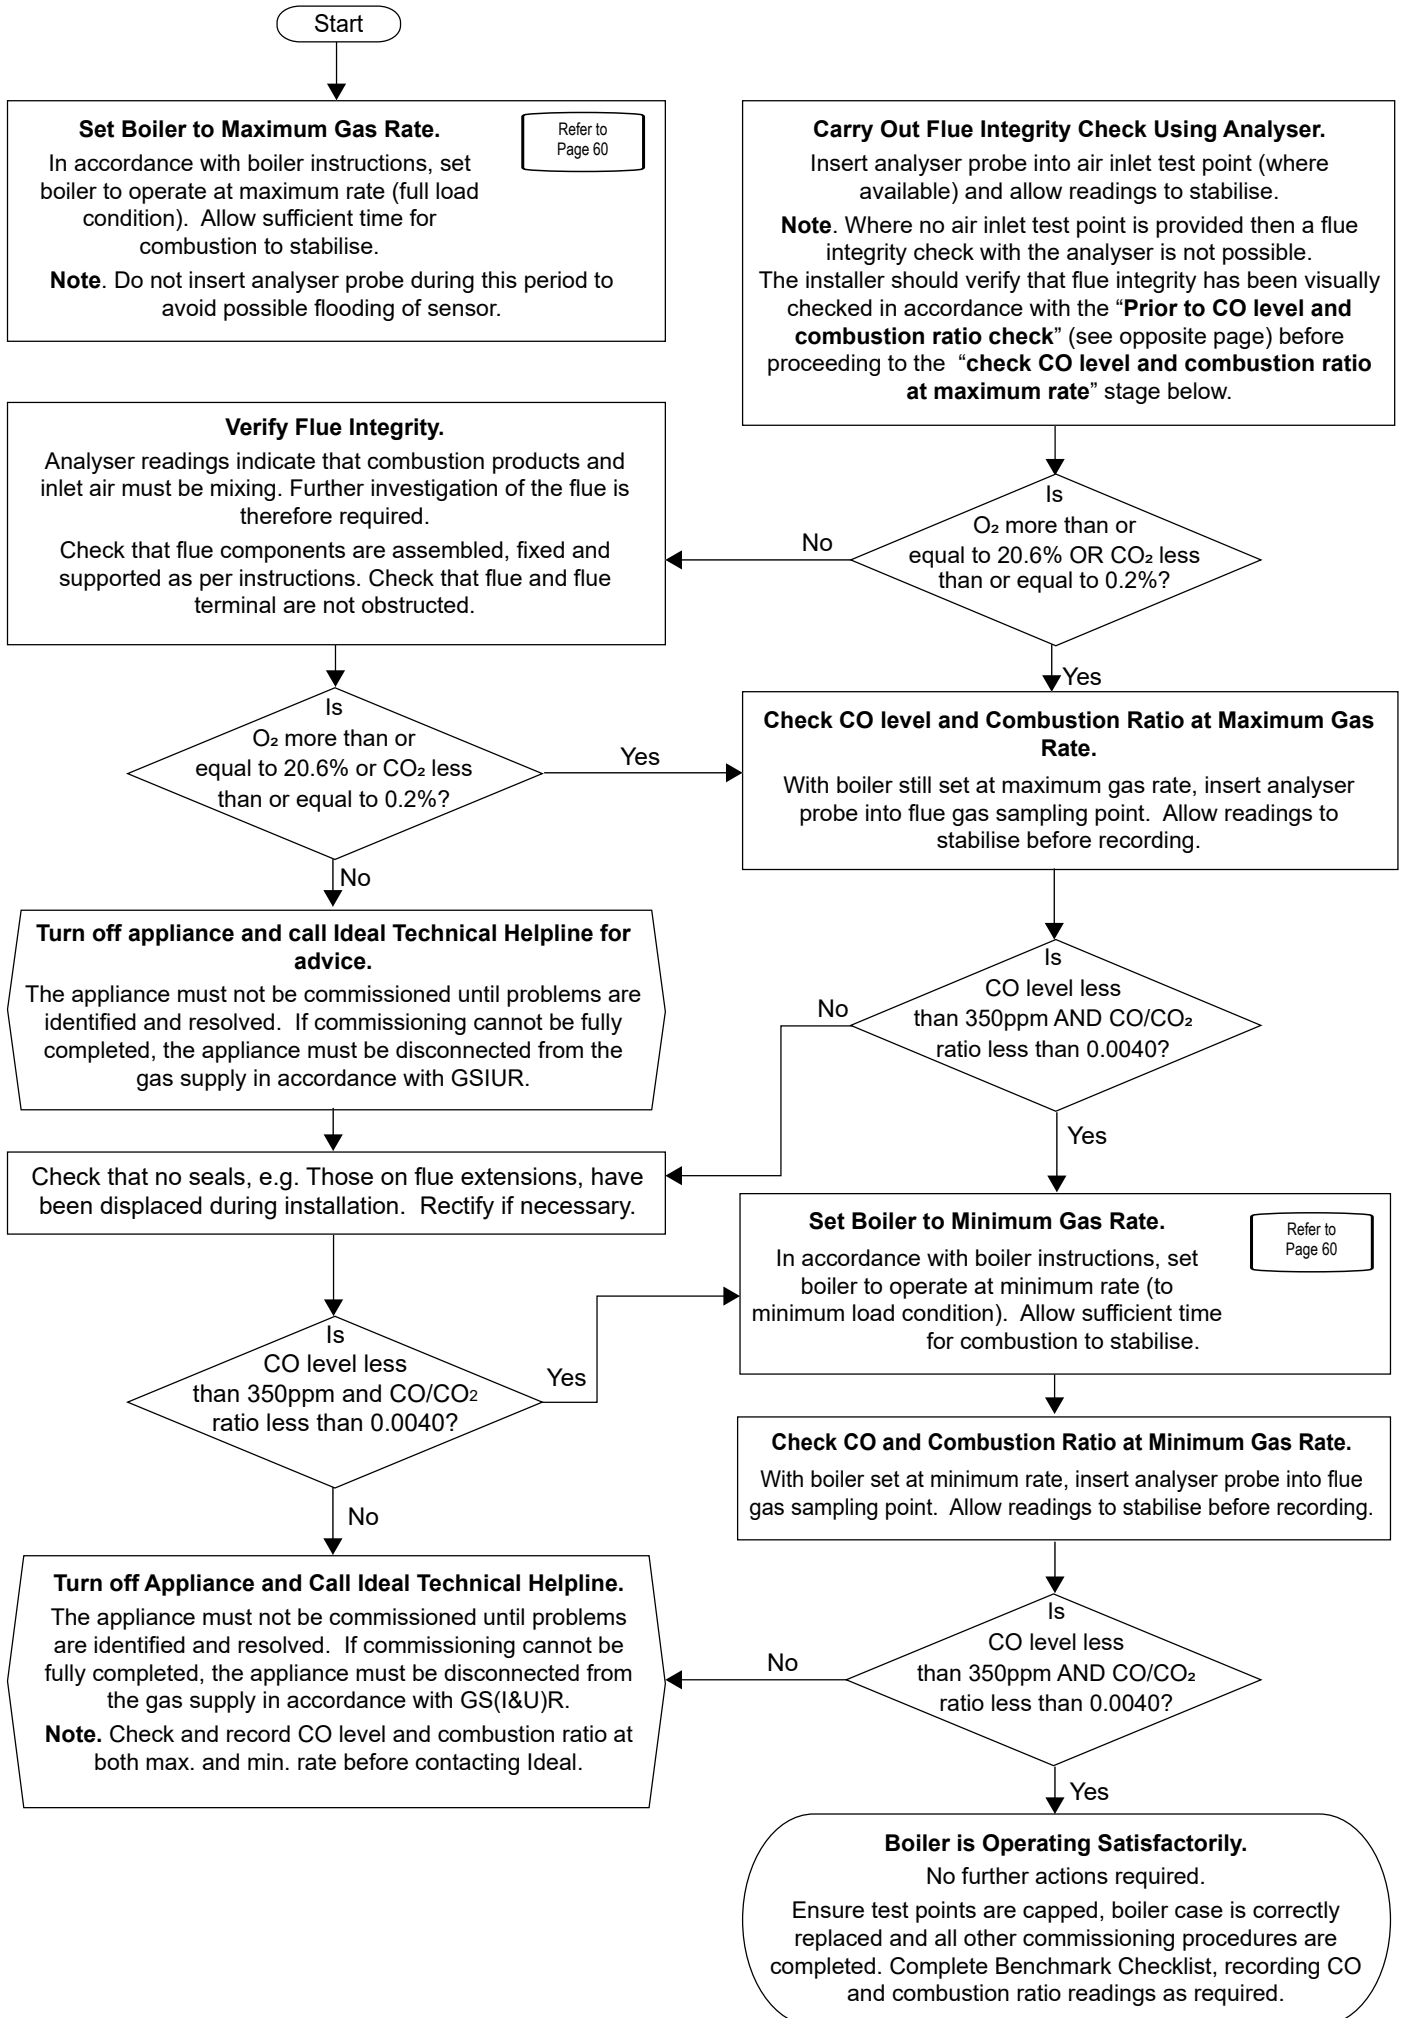 Start
Set Boiler to Maximum Gas Rate.
Refer to
Page 60
In accordance with boiler instructions, set
boiler to operate at maximum rate (full load
condition).  Allow sufficient time for
combustion to stabilise.
Note. Do not insert analyser probe during this period to
avoid possible flooding of sensor.
Carry Out Flue Integrity Check Using Analyser.
Insert analyser probe into air inlet test point (where
available) and allow readings to stabilise.
Note. Where no air inlet test point is provided then a flue
integrity check with the analyser is not possible.
The installer should verify that flue integrity has been visually
checked in accordance with the “Prior to CO level and
combustion ratio check” (see opposite page) before
proceeding to the  “check CO level and combustion ratio
at maximum rate” stage below.
Verify Flue Integrity.
Analyser readings indicate that combustion products and
inlet air must be mixing. Further investigation of the flue is
therefore required.
Check that flue components are assembled, fixed and
supported as per instructions. Check that flue and flue
terminal are not obstructed.
Is
O₂ more than or
equal to 20.6% OR CO₂ less
than or equal to 0.2%?
No
Yes
Is
O₂ more than or
equal to 20.6% or CO₂ less
than or equal to 0.2%?
Yes
No
Check CO level and Combustion Ratio at Maximum Gas
Rate.
With boiler still set at maximum gas rate, insert analyser
probe into flue gas sampling point.  Allow readings to
stabilise before recording.
Turn off appliance and call Ideal Technical Helpline for
advice.
The appliance must not be commissioned until problems are
identified and resolved.  If commissioning cannot be fully
completed, the appliance must be disconnected from the
gas supply in accordance with GSIUR.
Is
CO level less
than 350ppm AND CO/CO₂
ratio less than 0.0040?
No
Yes
Check that no seals, e.g. Those on flue extensions, have
been displaced during installation.  Rectify if necessary.
Set Boiler to Minimum Gas Rate.
Refer to
Page 60
In accordance with boiler instructions, set
boiler to operate at minimum rate (to
minimum load condition).  Allow sufficient time
for combustion to stabilise.
Is
CO level less
than 350ppm and CO/CO₂
ratio less than 0.0040?
Yes
No
Check CO and Combustion Ratio at Minimum Gas Rate.
With boiler set at minimum rate, insert analyser probe into flue
gas sampling point.  Allow readings to stabilise before recording.
Turn off Appliance and Call Ideal Technical Helpline.
The appliance must not be commissioned until problems
are identified and resolved.  If commissioning cannot be
fully completed, the appliance must be disconnected from
the gas supply in accordance with GS(I&U)R.
Note. Check and record CO level and combustion ratio at
both max. and min. rate before contacting Ideal.
Is
CO level less
than 350ppm AND CO/CO₂
ratio less than 0.0040?
No
Yes
Boiler is Operating Satisfactorily.
No further actions required.
Ensure test points are capped, boiler case is correctly
replaced and all other commissioning procedures are
completed. Complete Benchmark Checklist, recording CO
and combustion ratio readings as required.